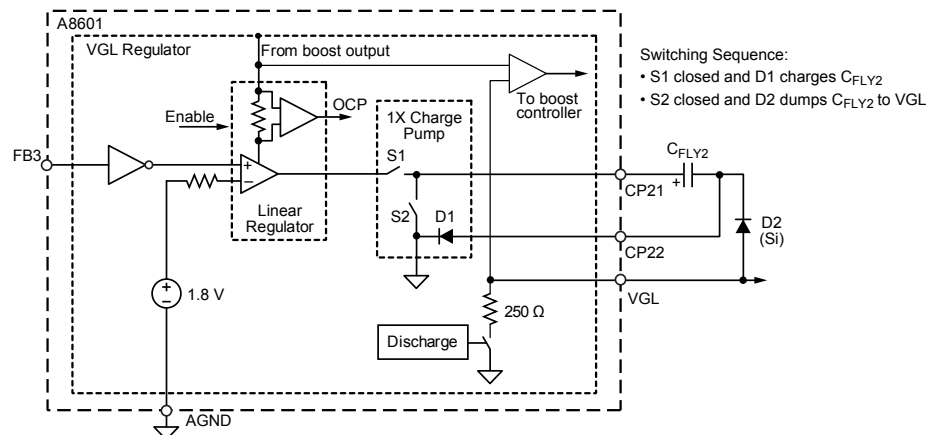 A8601
VGL Regulator
From boost output
Switching Sequence:
• S1 closed and D1 charges CFLY2
• S2 closed and D2 dumps CFLY2 to VGL
OCP
To boost
controller
Enable
1X Charge
Pump
FB3
S1
CFLY2
+
−
+
CP21
S2
D1
D2
(Si)
Linear
Regulator
CP22
VGL
+
−
1.8 V
250 Ω
Discharge
AGND